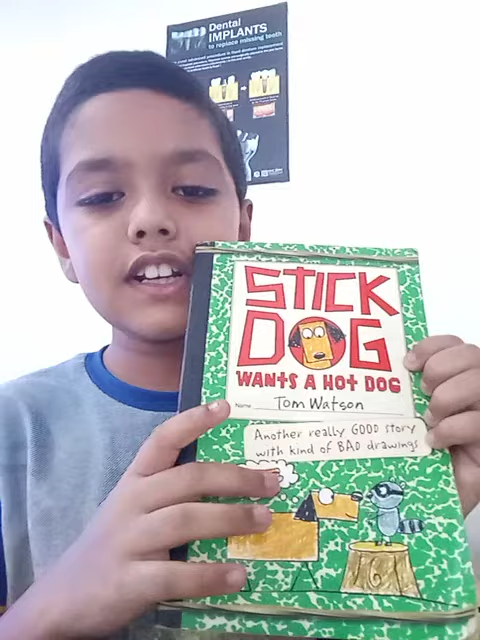 Dental
IMPLANTS
to replace missing teeth
STICK
DOG
WANTS A HOT DOG
Name Tom Watson
Another really GOOD story
with kind of BAD drawings